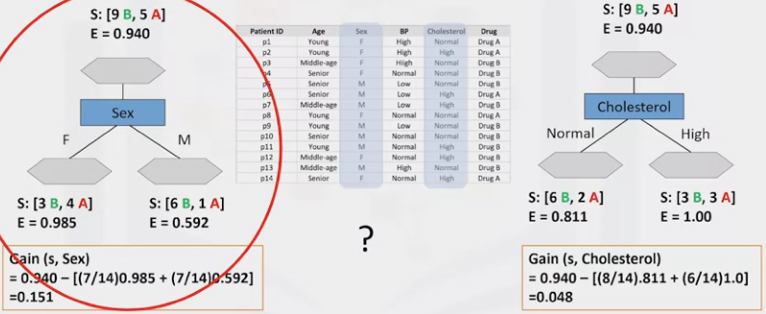 S: [9 B, 5 A]
E = 0.940
Sex
F M
S: [3 B, 4 A] S: [6 B, 1 A]
E = 0.985 E = 0.592
Gain (s, Sex)
= 0.940 – [(7/14)0.985 + (7/14)0.592]
=0.151
Patient ID Age Sex BP Cholesterol Drug
p1 Young F High Normal Drug A
p2 Young F High High Drug A
p3 Middle-age F High Normal Drug B
p4 Senior F Normal Normal Drug B
p5 Senior M Low Normal Drug B
p6 Senior M Low High Drug A
p7 Middle-age M Low High Drug B
p8 Young F Normal Normal Drug A
p9 Young M Low Normal Drug B
p10 Senior M Normal Normal Drug B
p11 Young M Normal High Drug B
p12 Middle-age F Normal High Drug B
p13 Middle-age M High Normal Drug B
p14 Senior F Normal High Drug A
?
S: [9 B, 5 A]
E = 0.940
Cholesterol
Normal High
S: [6 B, 2 A] S: [3 B, 3 A]
E = 0.811 E = 1.00
Gain (s, Cholesterol)
= 0.940 – [(8/14).811 + (6/14)1.0]
=0.048